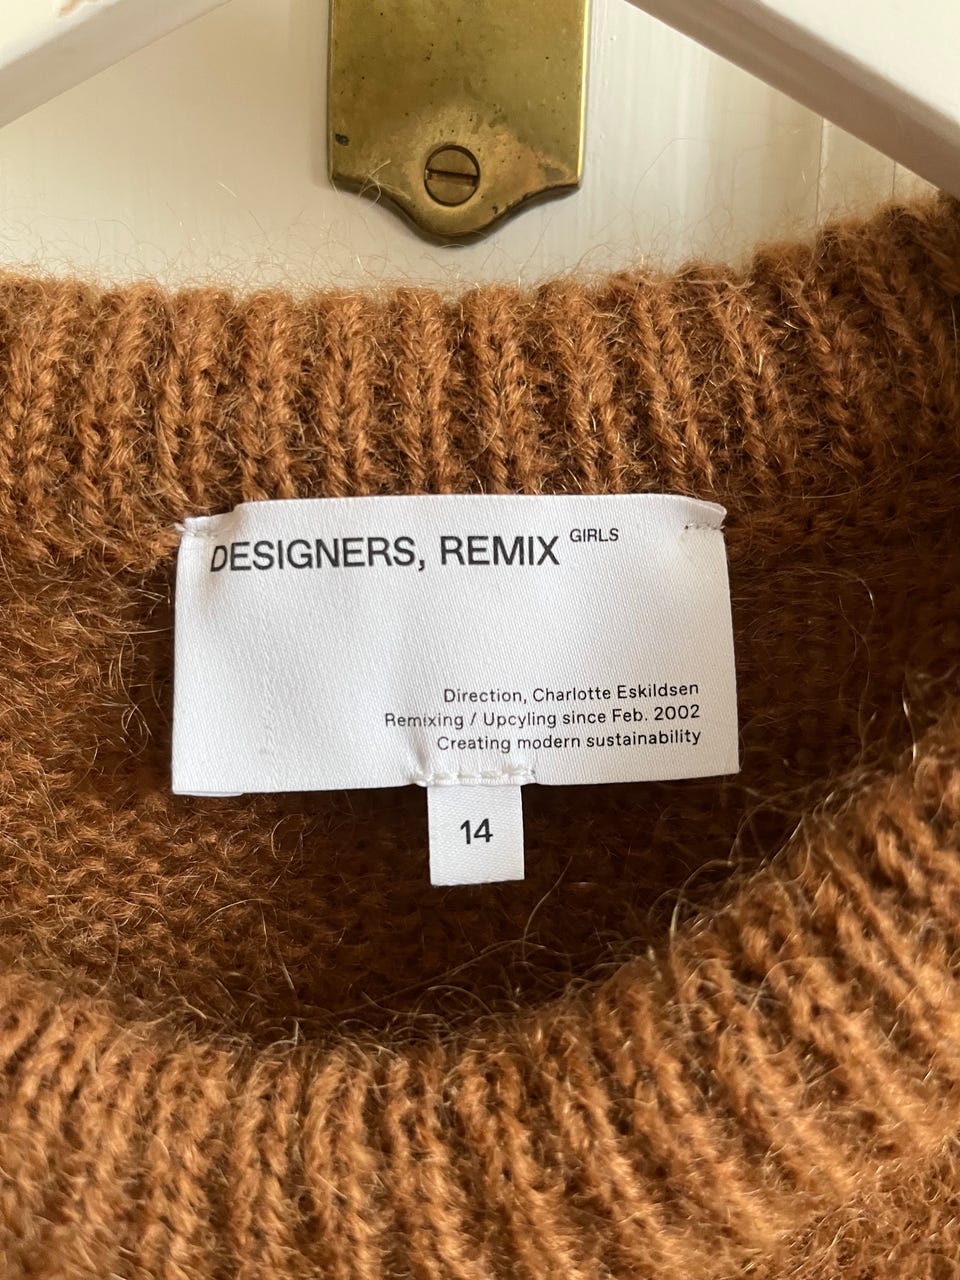 DESIGNERS, REMIX GIRLS
Direction, Charlotte Eskildsen
Remixing / Upcyling since Feb. 2002
Creating modern sustainability
14